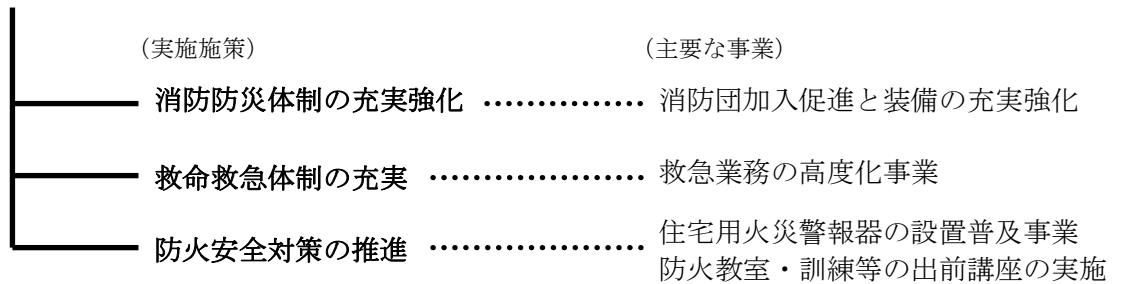 （実施施策） （主要な事業）
消防防災体制の充実強化 …………… 消防団加入促進と装備の充実強化
救命救急体制の充実 ………………… 救急業務の高度化事業
防火安全対策の推進 ………………… 住宅用火災警報器の設置普及事業
防火教室・訓練等の出前講座の実施